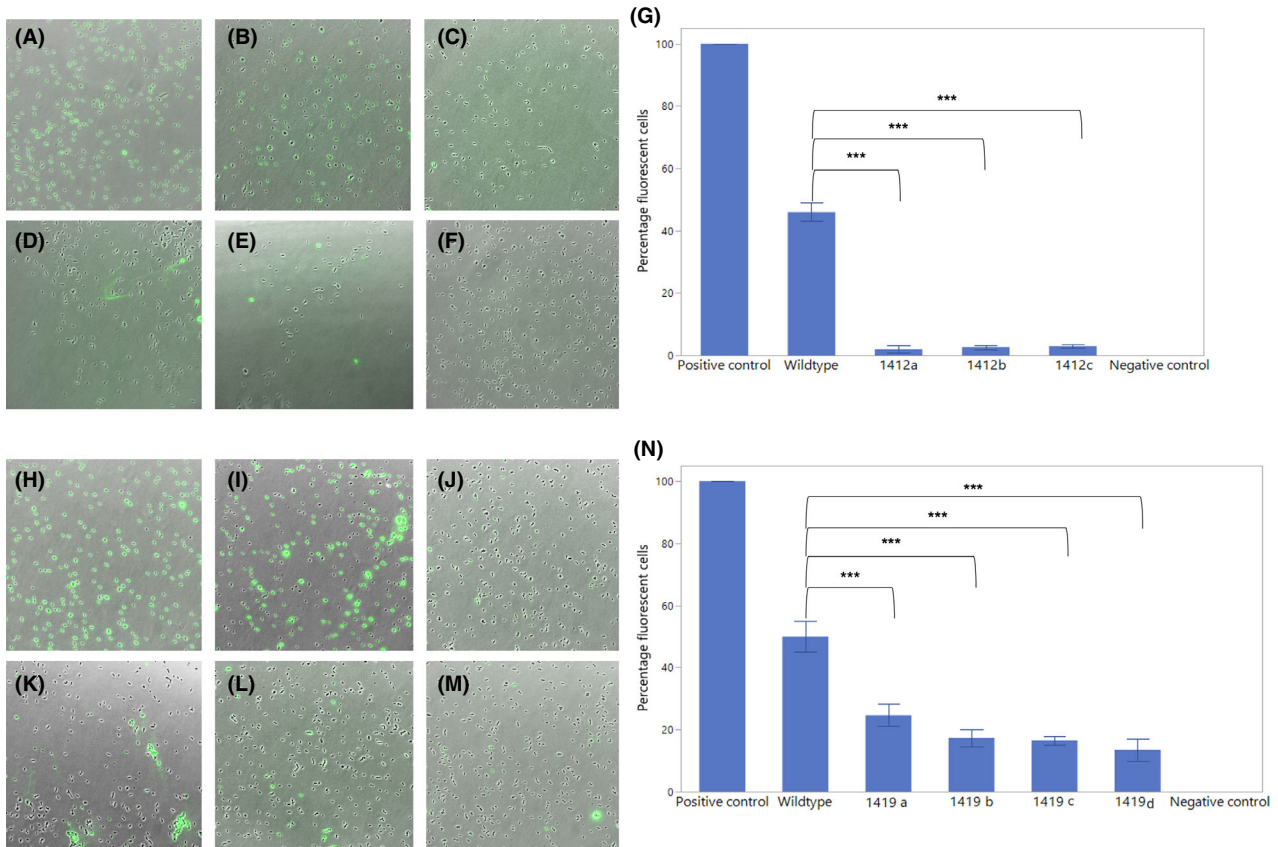 (A)
(B)
(C)
(D)
(E)
(F)
(G)
Percentage fluorescent cells
100
80
60
40
20
0
***
***
***
Positive control Wildtype 1412a 1412b 1412c Negative control
(H)
(I)
(J)
(K)
(L)
(M)
(N)
Percentage fluorescent cells
100
80
60
40
20
0
***
***
***
***
Positive control Wildtype 1419 a 1419 b 1419 c 1419d Negative control